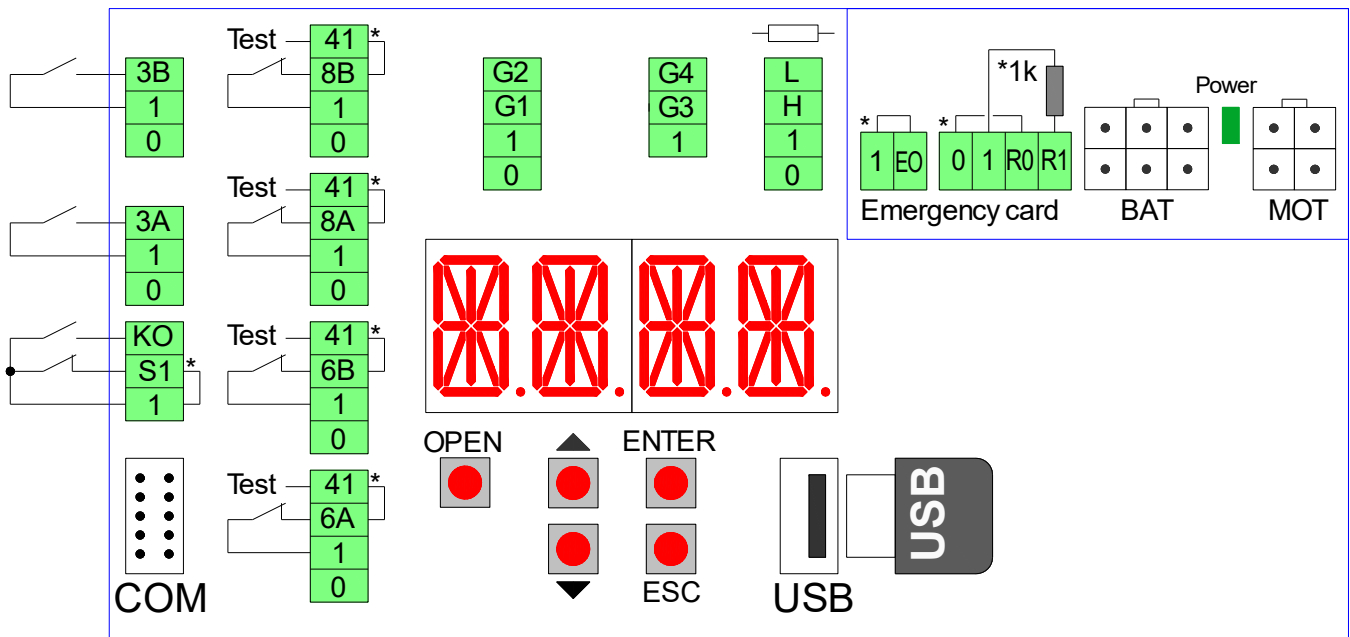 3B
1
0
3A
1
0
KO
S1 *
1
COM
Test 41 *
8B
1
0
Test 41 *
8A
1
0
Test 41 *
6B
1
0
Test 41 *
6A
1
0
G2
G1
1
0
G4
G3
1
L
H
1
0
*1k
Power
* *
1 EO 0 1 R0 R1
Emergency card BAT MOT
OPEN ENTER
ESC
USB
USB